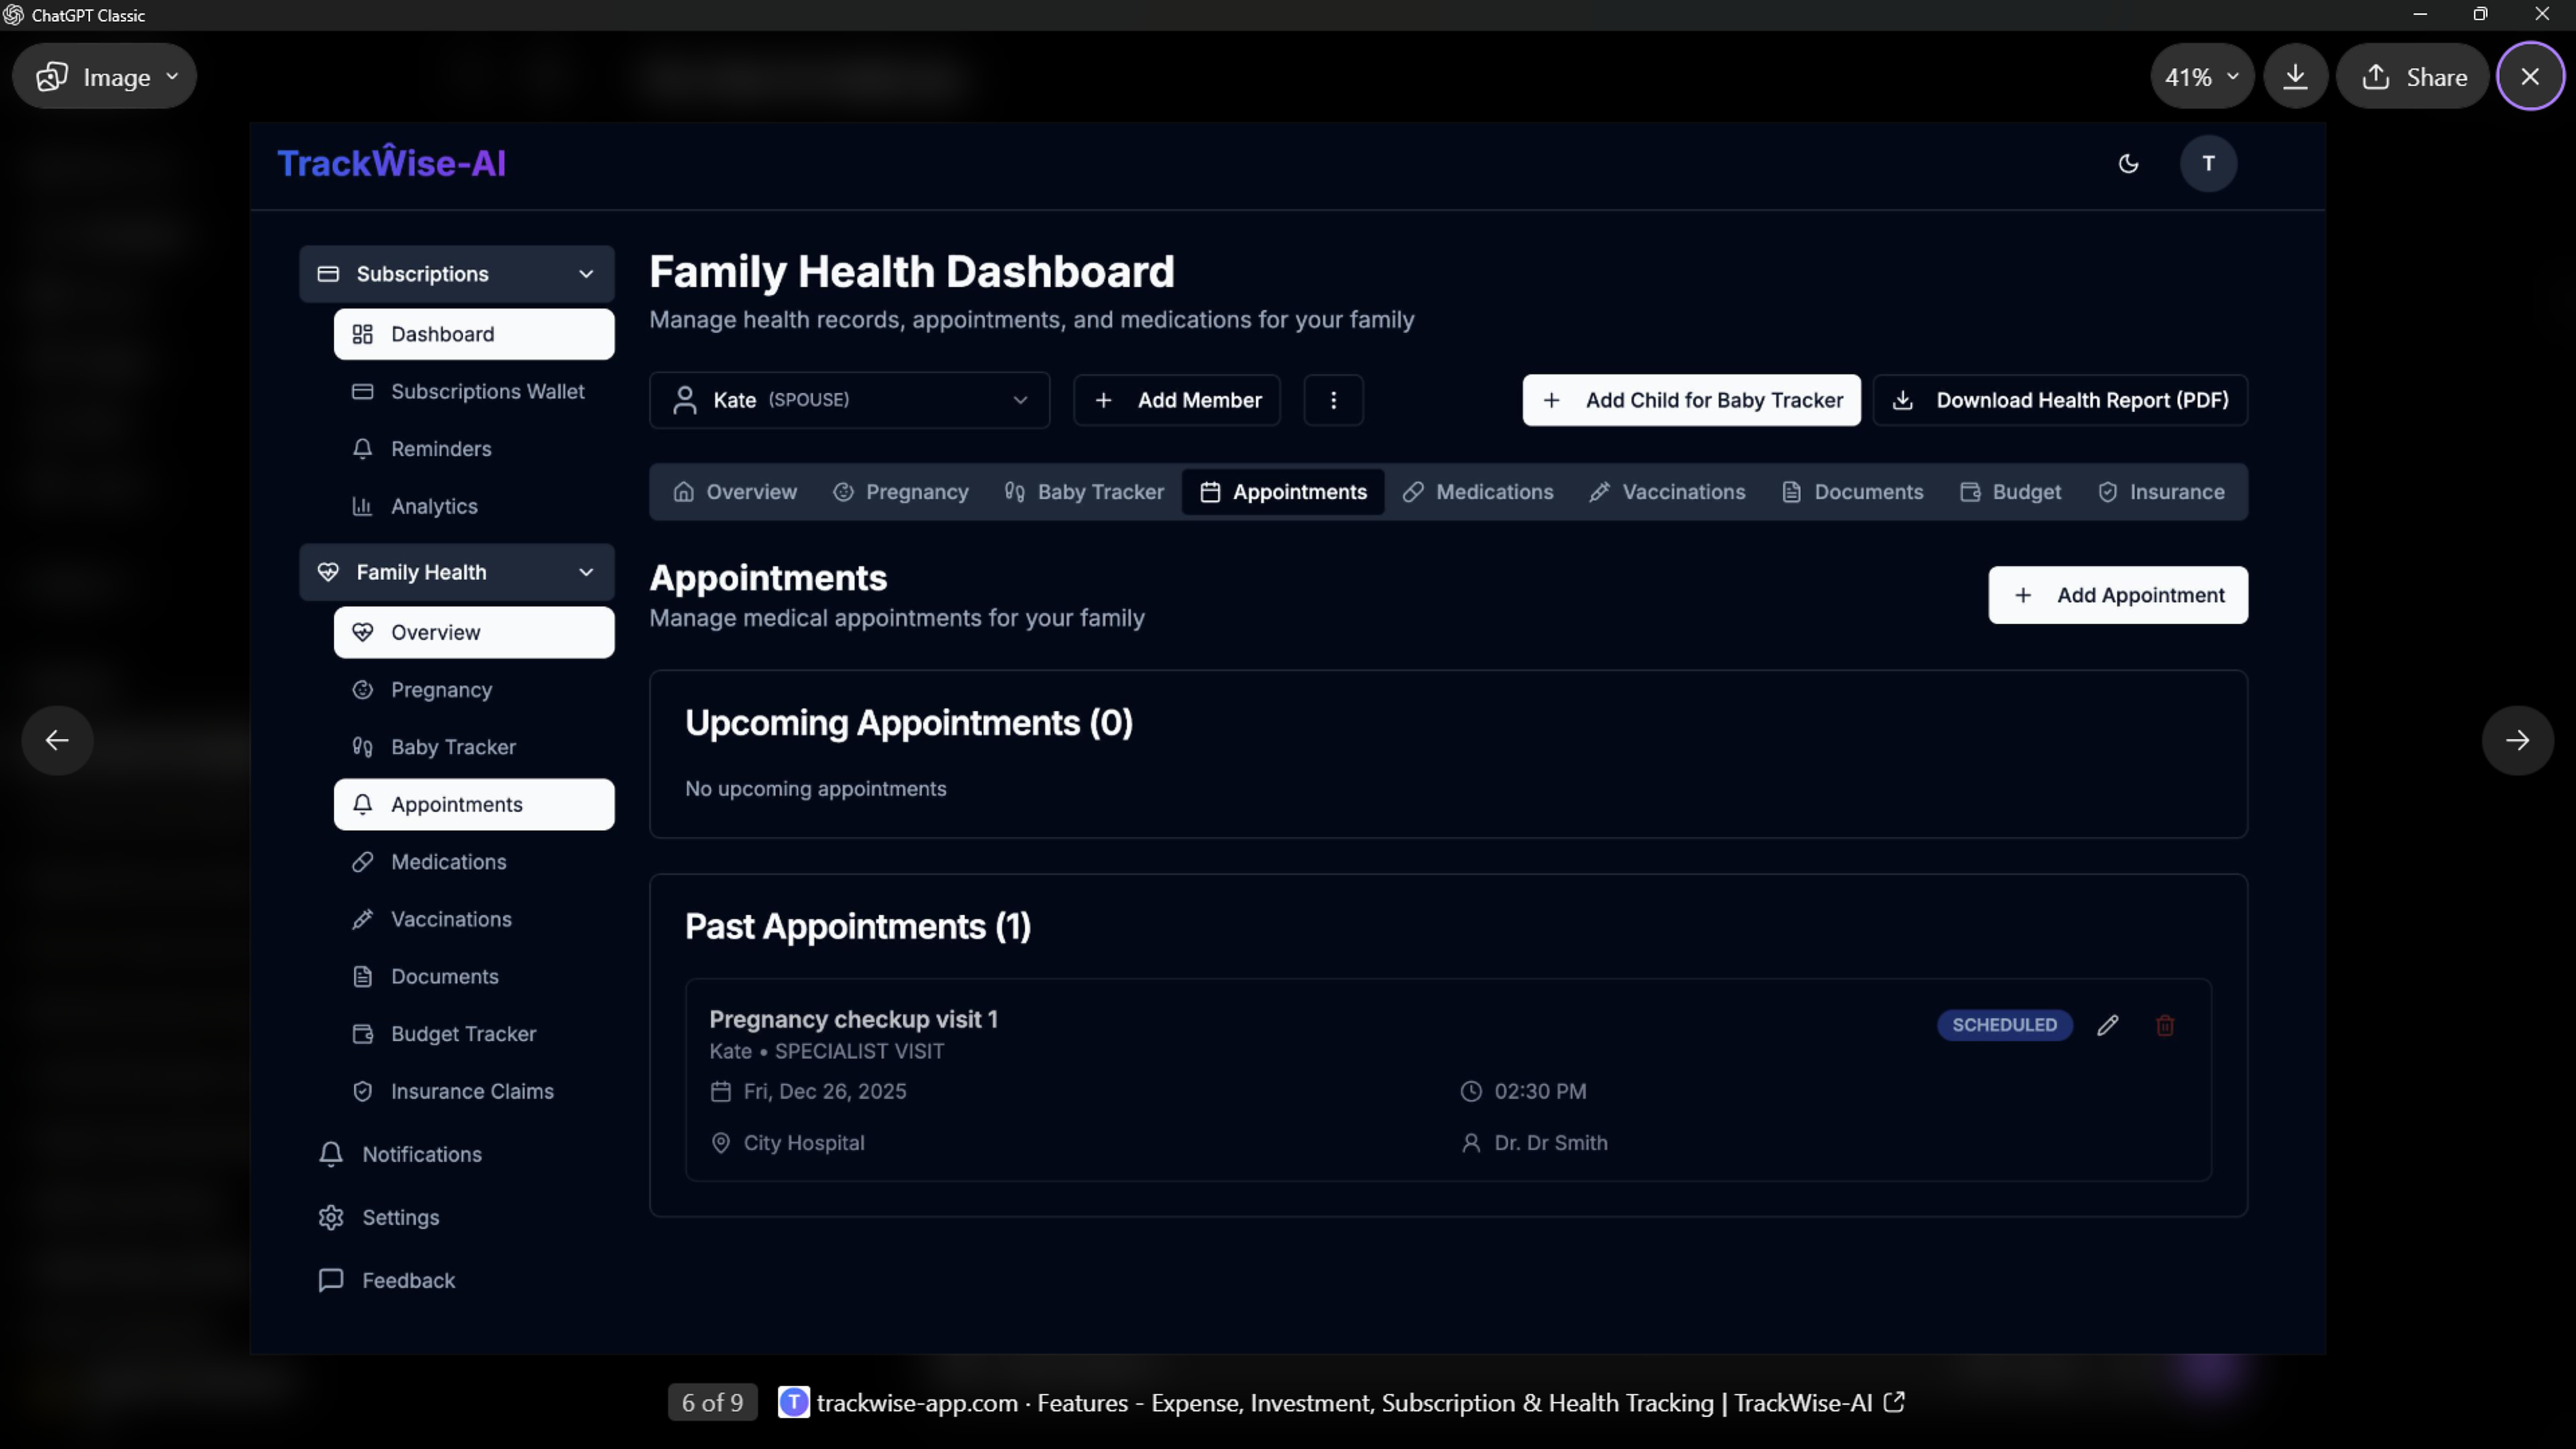 ChatGPT Classic
Image
41%
Share
TrackŴise-AI
T
Subscriptions
Dashboard
Subscriptions Wallet
Reminders
Analytics
Family Health
Overview
Pregnancy
Baby Tracker
Appointments
Medications
Vaccinations
Documents
Budget Tracker
Insurance Claims
Notifications
Settings
Feedback
Family Health Dashboard
Manage health records, appointments, and medications for your family
Kate (SPOUSE)
+ Add Member
+ Add Child for Baby Tracker
Download Health Report (PDF)
Overview Pregnancy Baby Tracker Appointments Medications Vaccinations Documents Budget Insurance
Appointments
Manage medical appointments for your family
+ Add Appointment
Upcoming Appointments (0)
No upcoming appointments
Past Appointments (1)
Pregnancy checkup visit 1
SCHEDULED
Kate • SPECIALIST VISIT
Fri, Dec 26, 2025
02:30 PM
City Hospital
Dr. Dr Smith
6 of 9
T trackwise-app.com · Features - Expense, Investment, Subscription & Health Tracking | TrackWise-AI